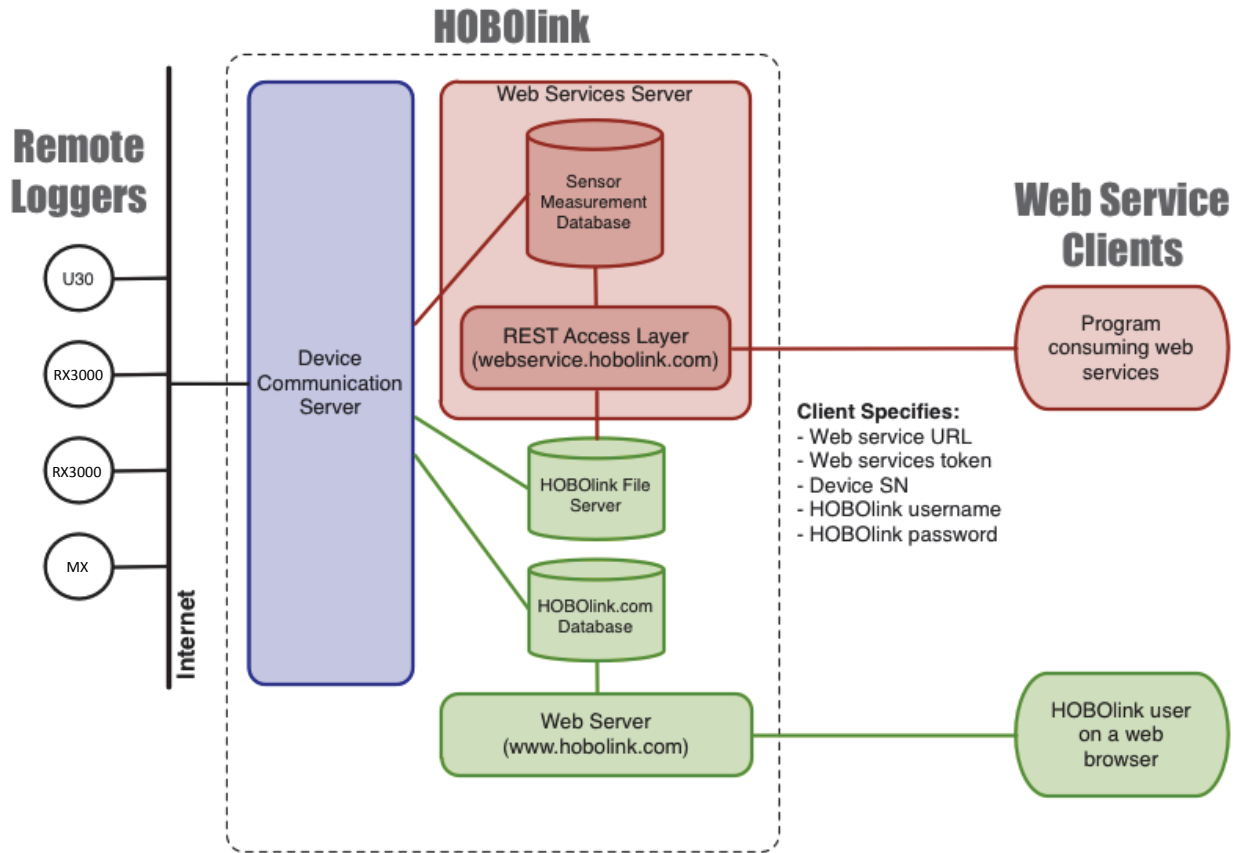 HOBOlink
Remote
Loggers
U30
RX3000
RX3000
MX
Internet
Device
Communication
Server
Web Services Server
Sensor
Measurement
Database
REST Access Layer
(webservice.hobolink.com)
HOBOlink File
Server
HOBOlink.com
Database
Web Server
(www.hobolink.com)
Web Service
Clients
Program
consuming web
services
Client Specifies:
- Web service URL
- Web services token
- Device SN
- HOBOlink username
- HOBOlink password
HOBOlink user
on a web
browser